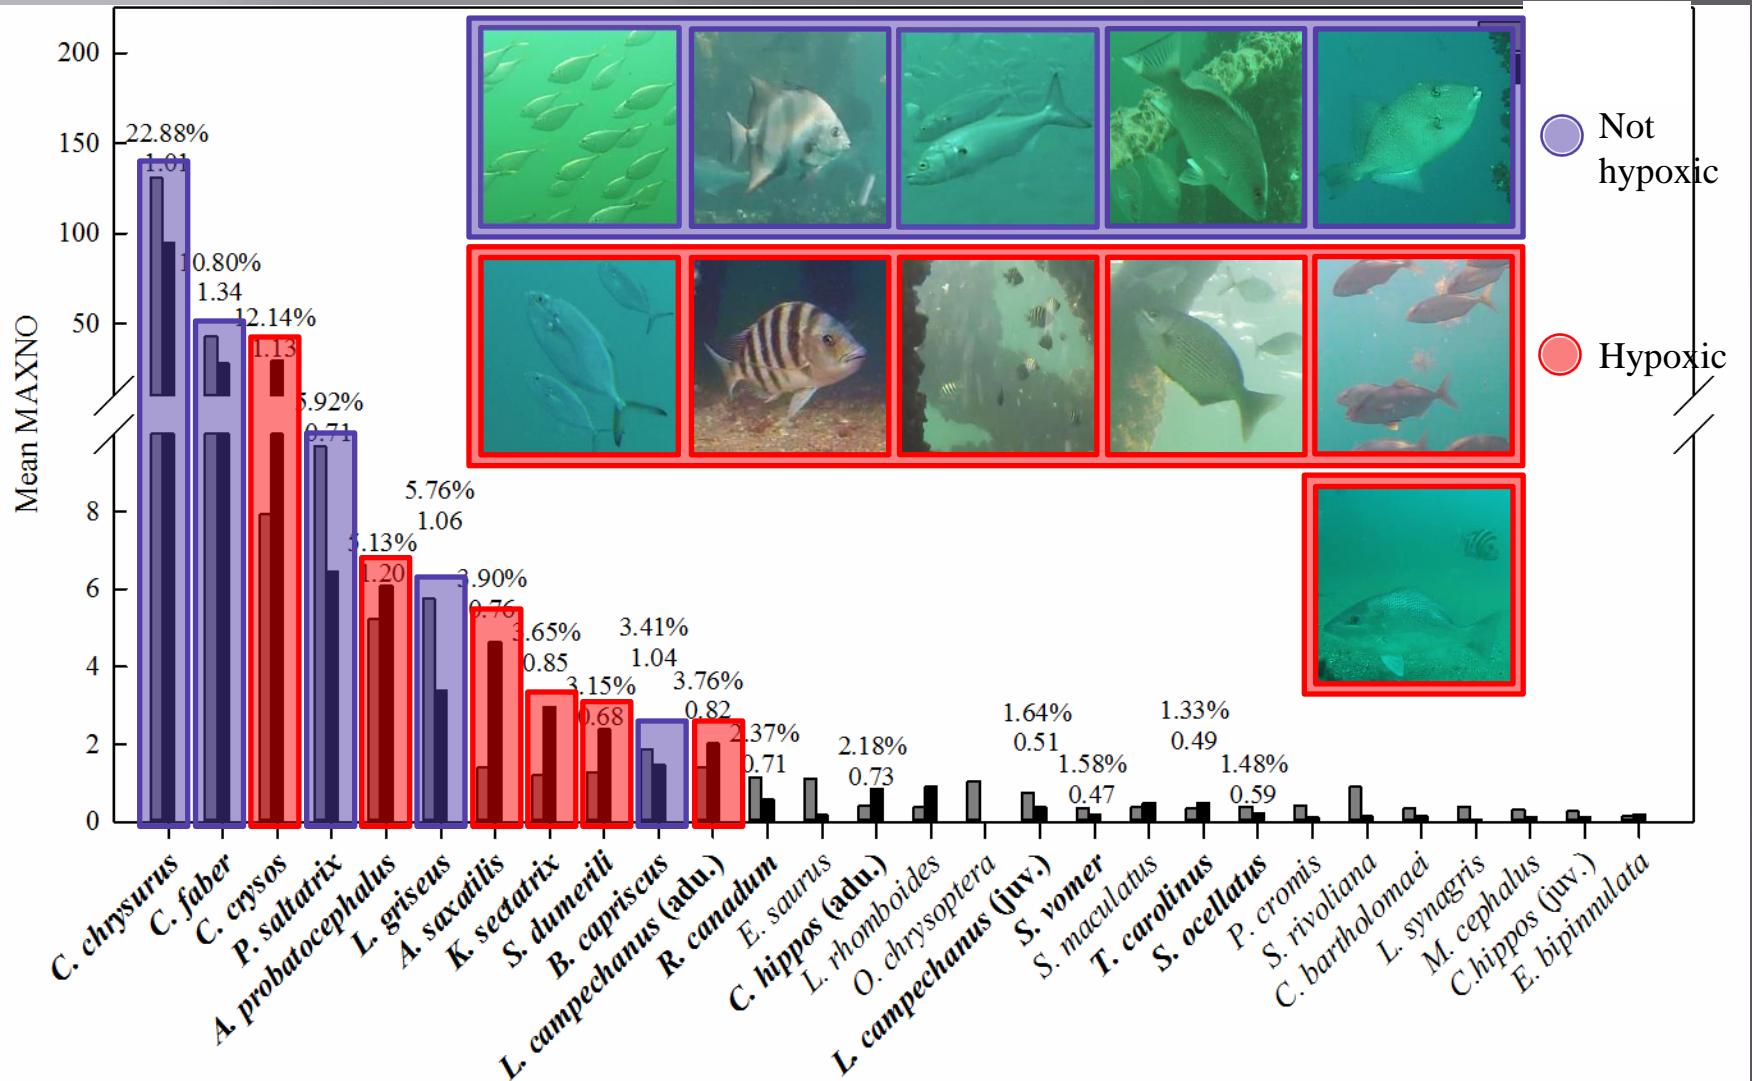 Mean MAXNO
200
150
100
50
8
6
4
2
0
22.88%
1.01
10.80%
1.34
12.14%
1.13
5.92%
0.71
5.13%
1.20
5.76%
1.06
3.90%
0.76
3.65%
0.85
3.15%
0.68
3.41%
1.04
3.76%
0.82
2.37%
0.71
2.18%
0.73
1.64%
0.51
1.58%
0.47
1.33%
0.49
1.48%
0.59
Not
hypoxic
Hypoxic
C. chrysurus
C. faber
C. crysos
P. saltatrix
A. probatocephalus
L. griseus
A. saxatilis
K. sectatrix
S. dumerili
B. capriscus
L. campechanus (adu.)
R. canadum
E. saurus
C. hippos (adu.)
L. rhomboides
O. chrysoptera
L. campechanus (juv.)
S. vomer
S. maculatus
T. carolinus
S. ocellatus
P. cromis
S. rivoliana
C. bartholomaei
L. synagris
M. cephalus
C.hippos (juv.)
E. bipinnulata